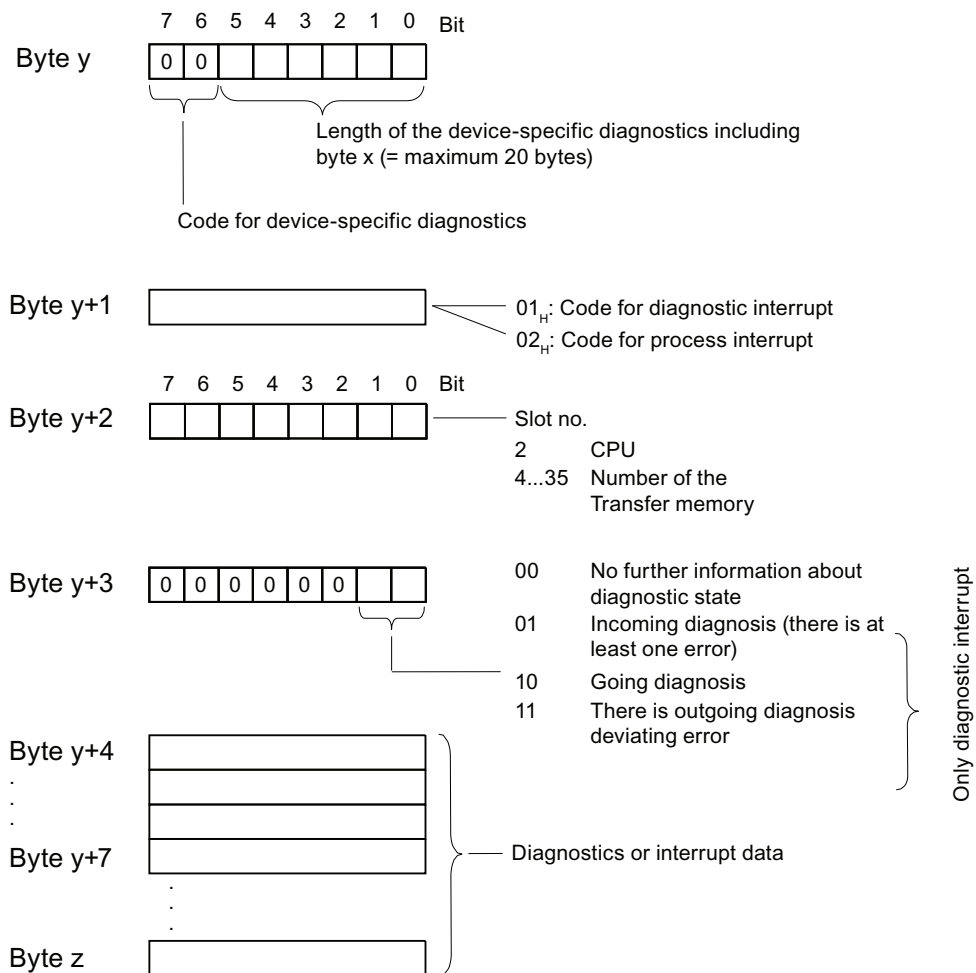 7 6 5 4 3 2 1 0 Bit
Byte y
0 0
Length of the device-specific diagnostics including
byte x (= maximum 20 bytes)
Code for device-specific diagnostics
Byte y+1
01H: Code for diagnostic interrupt
02H: Code for process interrupt
7 6 5 4 3 2 1 0 Bit
Byte y+2
Slot no.
2 CPU
4...35 Number of the
Transfer memory
Byte y+3
0 0 0 0 0 0
00 No further information about
diagnostic state
01 Incoming diagnosis (there is at
least one error)
10 Going diagnosis
11 There is outgoing diagnosis
deviating error
Only diagnostic interrupt
Byte y+4
.
.
.
Byte y+7
.
.
.
Diagnostics or interrupt data
Byte z